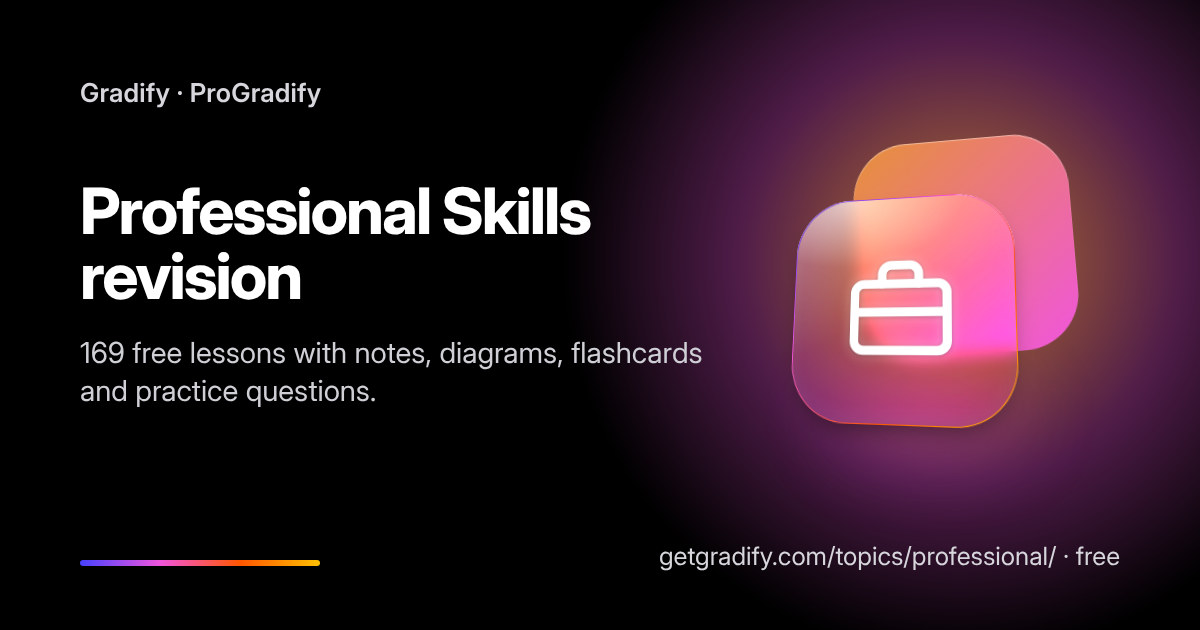 Gradify · ProGradify
Professional Skills
revision
169 free lessons with notes, diagrams, flashcards
and practice questions.
getgradify.com/topics/professional/ · free